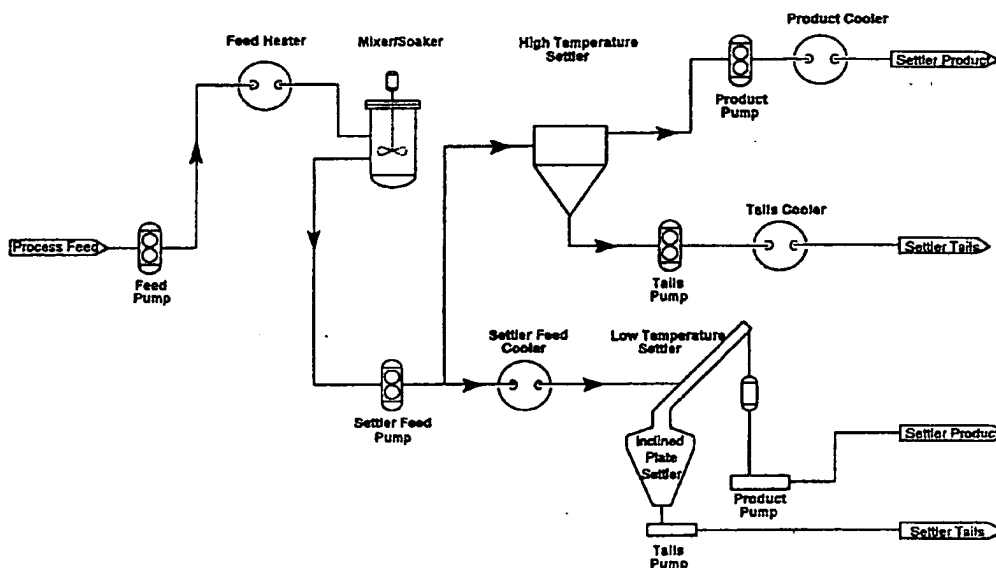 Product Cooler
Feed Heater
Mixer/Soaker
High Temperature
Settler
Settler Product
Product
Pump
Tails Cooler
Process Feed
Settler Tails
Feed
Pump
Tails
Pump
Settler Feed
Cooler
Low Temperature
Settler
Settler Feed
Pump
Inclined
Plate
Settler
Settler Product
Product
Pump
Settler Tails
Tails
Pump